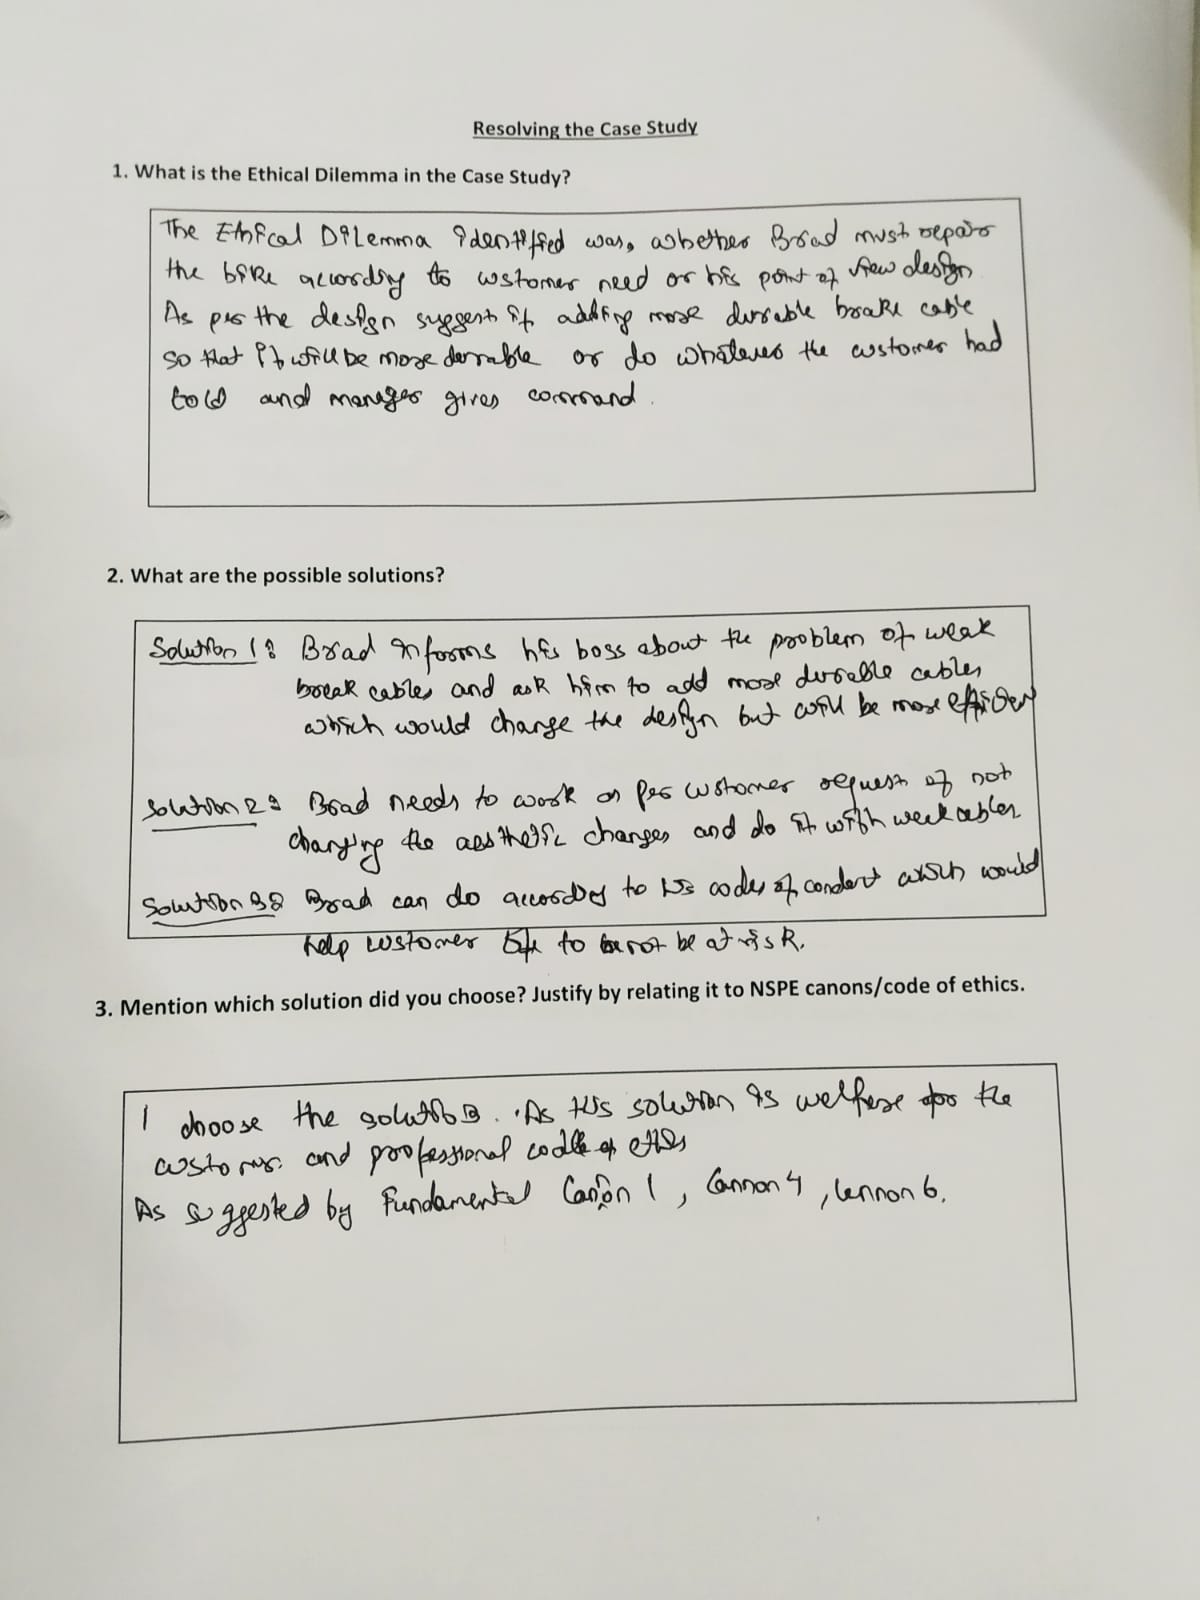 Resolving the Case Study
1. What is the Ethical Dilemma in the Case Study?
The Ethical Dilemma identified was, whether Brad must repair
the bike according to customer need or his point of view design
As per the design suggest if adding more durable brake cable
so that it will be more durable or do whatever the customer had
told and manager gives command.
2. What are the possible solutions?
Solution 1: Brad informs his boss about the problem of weak
break cables and ask him to add more durable cables
which would change the design but will be more efficient
Solution 2: Brad needs to work as per customer request of not
changing the aesthetic changes and do it with weak cables
Solution 3: Brad can do according to his codes of conduct which would
help customer life to not be at risk.
3. Mention which solution did you choose? Justify by relating it to NSPE canons/code of ethics.
I choose the solution 3. As this solution is welfare for the
customer and professional code of ethics
As suggested by Fundamental Canon 1, Cannon 4, Cannon 6.